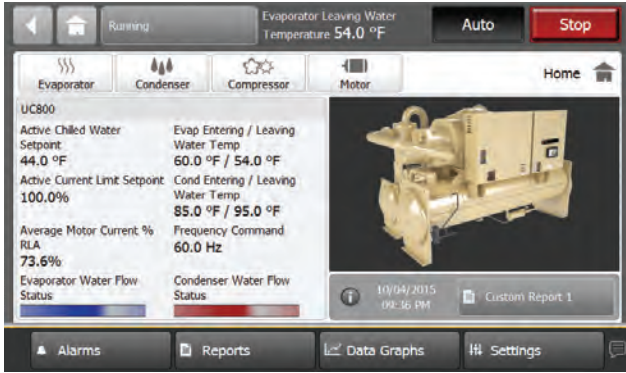 Running
Evaporator Leaving Water
Temperature 54.0 °F
Auto
Stop
Evaporator
Condenser
Compressor
Motor
Home
UC800
Active Chilled Water
Setpoint
44.0 °F
Evap Entering / Leaving
Water Temp
60.0 °F / 54.0 °F
Active Current Limit Setpoint
100.0%
Cond Entering / Leaving
Water Temp
85.0 °F / 95.0 °F
Average Motor Current %
RLA
73.6%
Frequency Command
60.0 Hz
Evaporator Water Flow
Status
Condenser Water Flow
Status
10/04/2015
09:36 PM
Custom Report 1
Alarms
Reports
Data Graphs
Settings